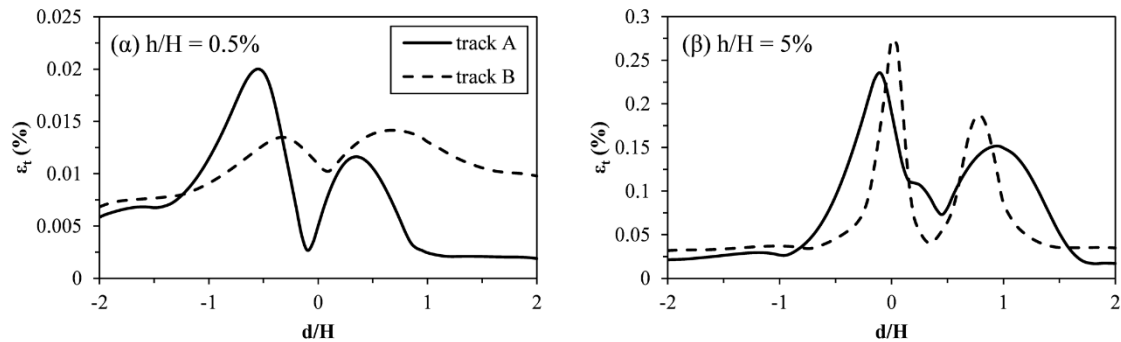 (α) h/H = 0.5%
track A
track B
0.025
0.02
0.015
0.01
0.005
0
εt (%)
-2 -1 0 1 2
d/H
(β) h/H = 5%
0.3
0.25
0.2
0.15
0.1
0.05
0
εt (%)
-2 -1 0 1 2
d/H